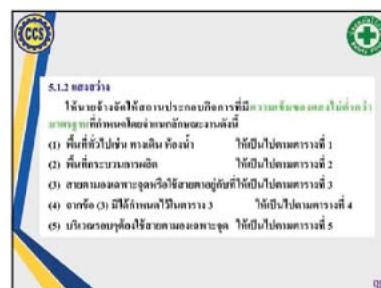 CCS
5.1.2 แสงสว่าง
ให้นายจ้างจัดให้สถานประกอบกิจการที่มีความเข้มของแสงไม่ต่ำกว่า
มาตรฐานที่กำหนดโดยจำแนกลักษณะงานดังนี้
(1) พื้นที่ทั่วไปเช่น ทางเดิน ห้องน้ำ ให้เป็นไปตามตารางที่ 1
(2) พื้นที่กระบวนการผลิต ให้เป็นไปตามตารางที่ 2
(3) สายตามองเฉพาะจุดหรือใช้สายตาอยู่กับที่ให้เป็นไปตามตารางที่ 3
(4) จากข้อ (3) มิได้กำหนดไว้ในตาราง 3 ให้เป็นไปตามตารางที่ 4
(5) บริเวณรอบๆต้องใช้สายตามองเฉพาะจุด ให้เป็นไปตามตารางที่ 5